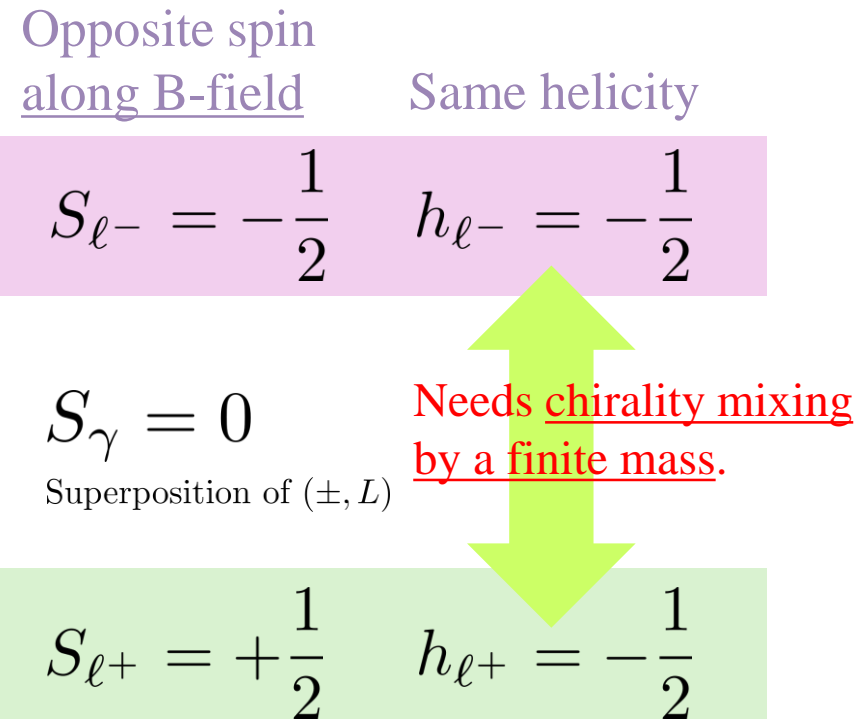 Opposite spin
along B-field Same helicity
S_{ℓ−} = −1/2 h_{ℓ−} = −1/2
S_γ = 0
Needs chirality mixing
by a finite mass.
Superposition of (±, L)
S_{ℓ+} = +1/2 h_{ℓ+} = −1/2